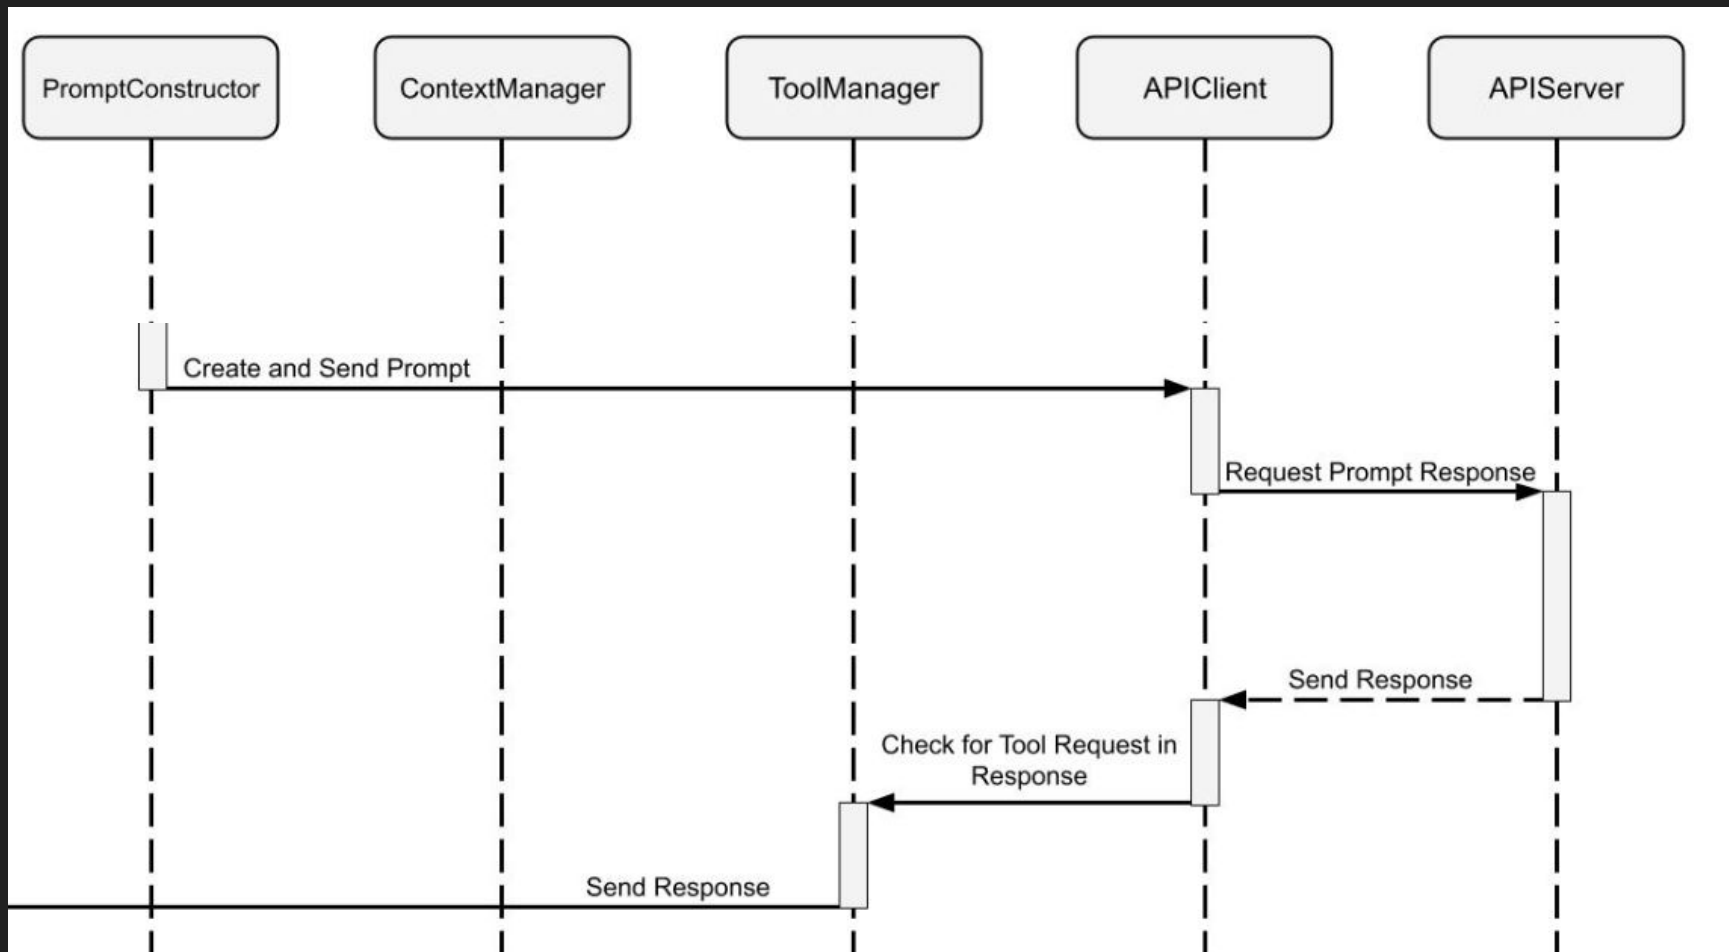 PromptConstructor
ContextManager
ToolManager
APIClient
APIServer
Create and Send Prompt
Request Prompt Response
Send Response
Check for Tool Request in
Response
Send Response